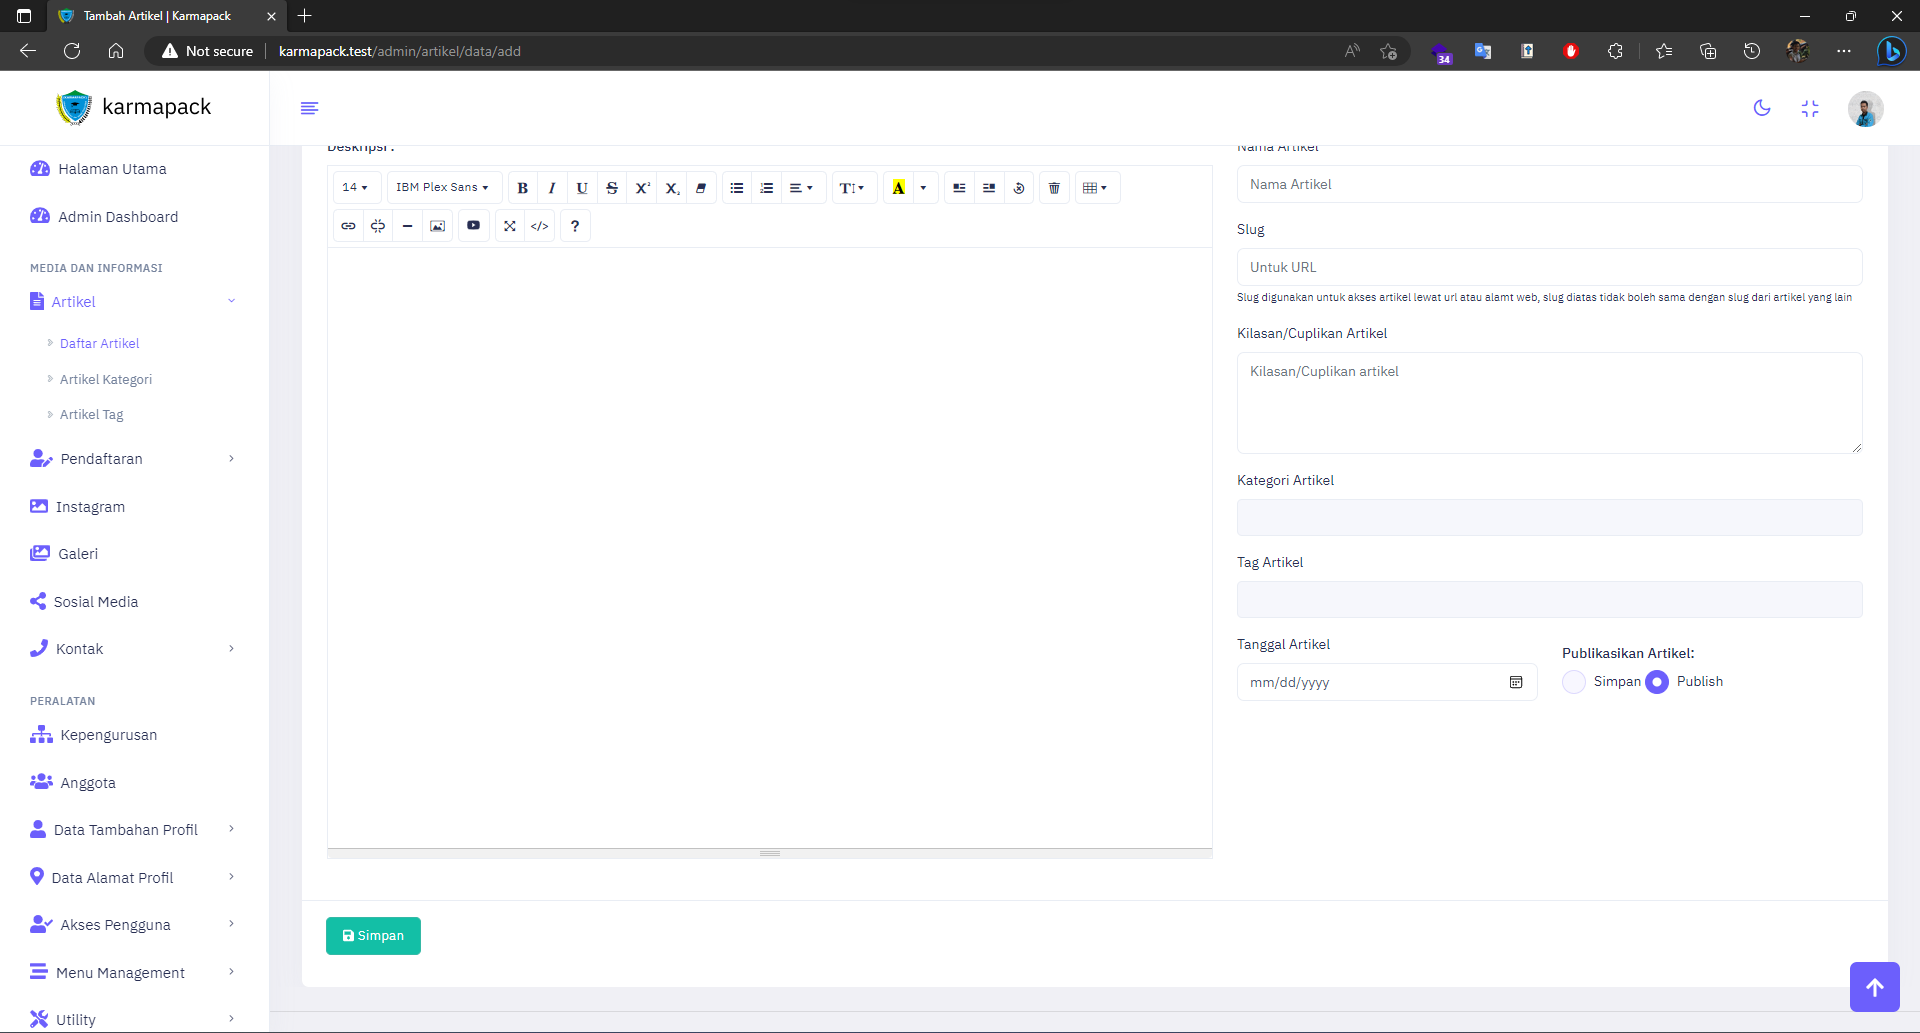 Tambah Artikel | Karmapack
Not secure
karmapack.test/admin/artikel/data/add
34
karmapack
Halaman Utama
Admin Dashboard
MEDIA DAN INFORMASI
Artikel
Daftar Artikel
Artikel Kategori
Artikel Tag
Pendaftaran
Instagram
Galeri
Sosial Media
Kontak
PERALATAN
Kepengurusan
Anggota
Data Tambahan Profil
Data Alamat Profil
Akses Pengguna
Menu Management
Utility
Deskripsi :
14
IBM Plex Sans
Simpan
Nama Artikel
Nama Artikel
Slug
Untuk URL
Slug digunakan untuk akses artikel lewat url atau alamt web, slug diatas tidak boleh sama dengan slug dari artikel yang lain
Kilasan/Cuplikan Artikel
Kilasan/Cuplikan artikel
Kategori Artikel
Tag Artikel
Tanggal Artikel
mm/dd/yyyy
Publikasikan Artikel:
Simpan
Publish